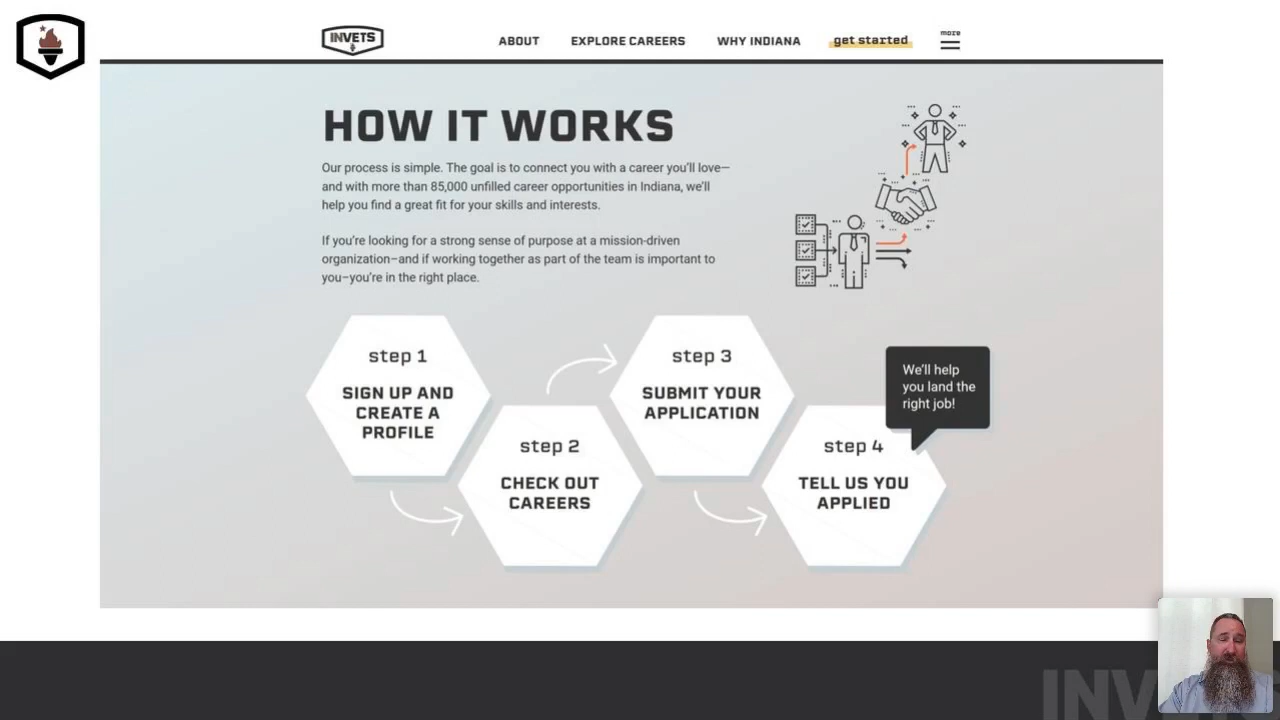 INVETS
ABOUT
EXPLORE CAREERS
WHY INDIANA
get started
more
HOW IT WORKS
Our process is simple. The goal is to connect you with a career you'll love—
and with more than 85,000 unfilled career opportunities in Indiana, we'll
help you find a great fit for your skills and interests.
If you're looking for a strong sense of purpose at a mission-driven
organization–and if working together as part of the team is important to
you–you're in the right place.
step 1
SIGN UP AND
CREATE A
PROFILE
step 2
CHECK OUT
CAREERS
step 3
SUBMIT YOUR
APPLICATION
step 4
TELL US YOU
APPLIED
We'll help
you land the
right job!
INVETS